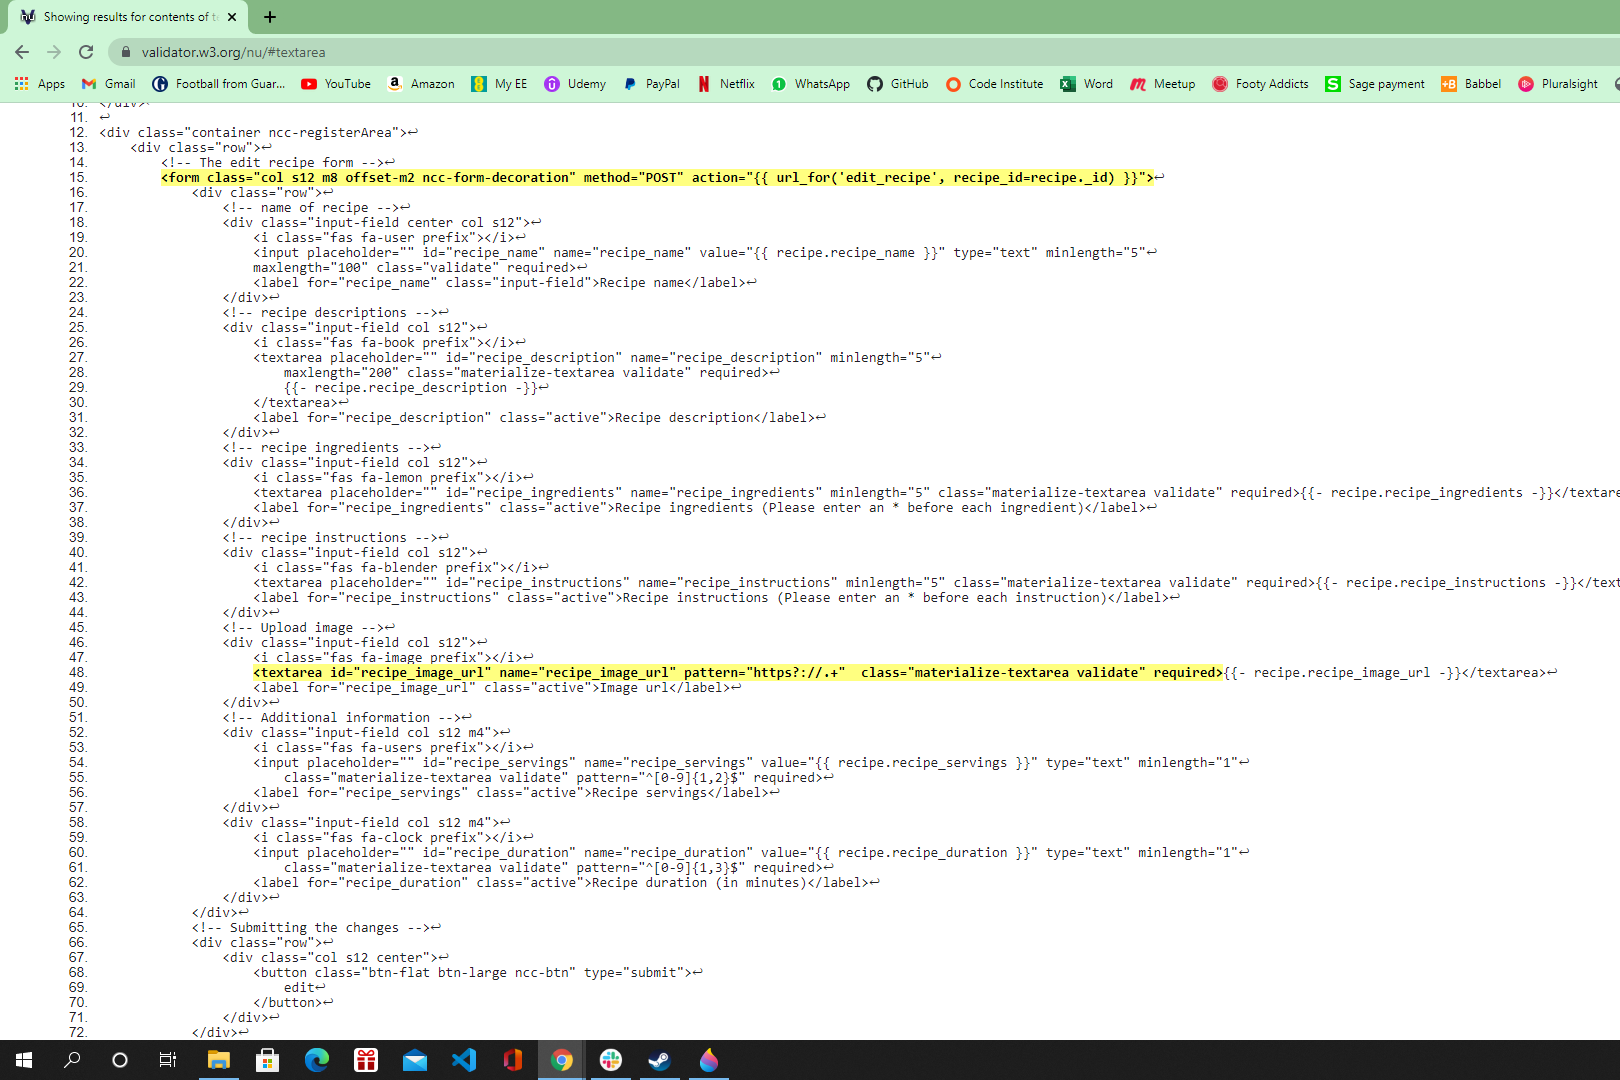 Showing results for contents of t
validator.w3.org/nu/#textarea
Apps Gmail Football from Guar... YouTube Amazon My EE Udemy PayPal Netflix WhatsApp GitHub Code Institute Word Meetup Footy Addicts Sage payment Babbel Pluralsight
10. </div>↩
11. ↩
12. <div class="container ncc-registerArea">↩
13. <div class="row">↩
14. <!-- The edit recipe form -->↩
15. <form class="col s12 m8 offset-m2 ncc-form-decoration" method="POST" action="{{ url_for('edit_recipe', recipe_id=recipe._id) }}">↩
16. <div class="row">↩
17. <!-- name of recipe -->↩
18. <div class="input-field center col s12">↩
19. <i class="fas fa-user prefix"></i>↩
20. <input placeholder="" id="recipe_name" name="recipe_name" value="{{ recipe.recipe_name }}" type="text" minlength="5"↩
21. maxlength="100" class="validate" required>↩
22. <label for="recipe_name" class="input-field">Recipe name</label>↩
23. </div>↩
24. <!-- recipe descriptions -->↩
25. <div class="input-field col s12">↩
26. <i class="fas fa-book prefix"></i>↩
27. <textarea placeholder="" id="recipe_description" name="recipe_description" minlength="5"↩
28. maxlength="200" class="materialize-textarea validate" required>↩
29. {{- recipe.recipe_description -}}↩
30. </textarea>↩
31. <label for="recipe_description" class="active">Recipe description</label>↩
32. </div>↩
33. <!-- recipe ingredients -->↩
34. <div class="input-field col s12">↩
35. <i class="fas fa-lemon prefix"></i>↩
36. <textarea placeholder="" id="recipe_ingredients" name="recipe_ingredients" minlength="5" class="materialize-textarea validate" required>{{- recipe.recipe_ingredients -}}</textare
37. <label for="recipe_ingredients" class="active">Recipe ingredients (Please enter an * before each ingredient)</label>↩
38. </div>↩
39. <!-- recipe instructions -->↩
40. <div class="input-field col s12">↩
41. <i class="fas fa-blender prefix"></i>↩
42. <textarea placeholder="" id="recipe_instructions" name="recipe_instructions" minlength="5" class="materialize-textarea validate" required>{{- recipe.recipe_instructions -}}</text
43. <label for="recipe_instructions" class="active">Recipe instructions (Please enter an * before each instruction)</label>↩
44. </div>↩
45. <!-- Upload image -->↩
46. <div class="input-field col s12">↩
47. <i class="fas fa-image prefix"></i>↩
48. <textarea id="recipe_image_url" name="recipe_image_url" pattern="https?://.+"  class="materialize-textarea validate" required>{{- recipe.recipe_image_url -}}</textarea>↩
49. <label for="recipe_image_url" class="active">Image url</label>↩
50. </div>↩
51. <!-- Additional information -->↩
52. <div class="input-field col s12 m4">↩
53. <i class="fas fa-users prefix"></i>↩
54. <input placeholder="" id="recipe_servings" name="recipe_servings" value="{{ recipe.recipe_servings }}" type="text" minlength="1"↩
55. class="materialize-textarea validate" pattern="^[0-9]{1,2}$" required>↩
56. <label for="recipe_servings" class="active">Recipe servings</label>↩
57. </div>↩
58. <div class="input-field col s12 m4">↩
59. <i class="fas fa-clock prefix"></i>↩
60. <input placeholder="" id="recipe_duration" name="recipe_duration" value="{{ recipe.recipe_duration }}" type="text" minlength="1"↩
61. class="materialize-textarea validate" pattern="^[0-9]{1,3}$" required>↩
62. <label for="recipe_duration" class="active">Recipe duration (in minutes)</label>↩
63. </div>↩
64. </div>↩
65. <!-- Submitting the changes -->↩
66. <div class="row">↩
67. <div class="col s12 center">↩
68. <button class="btn-flat btn-large ncc-btn" type="submit">↩
69. edit↩
70. </button>↩
71. </div>↩
72. </div>↩